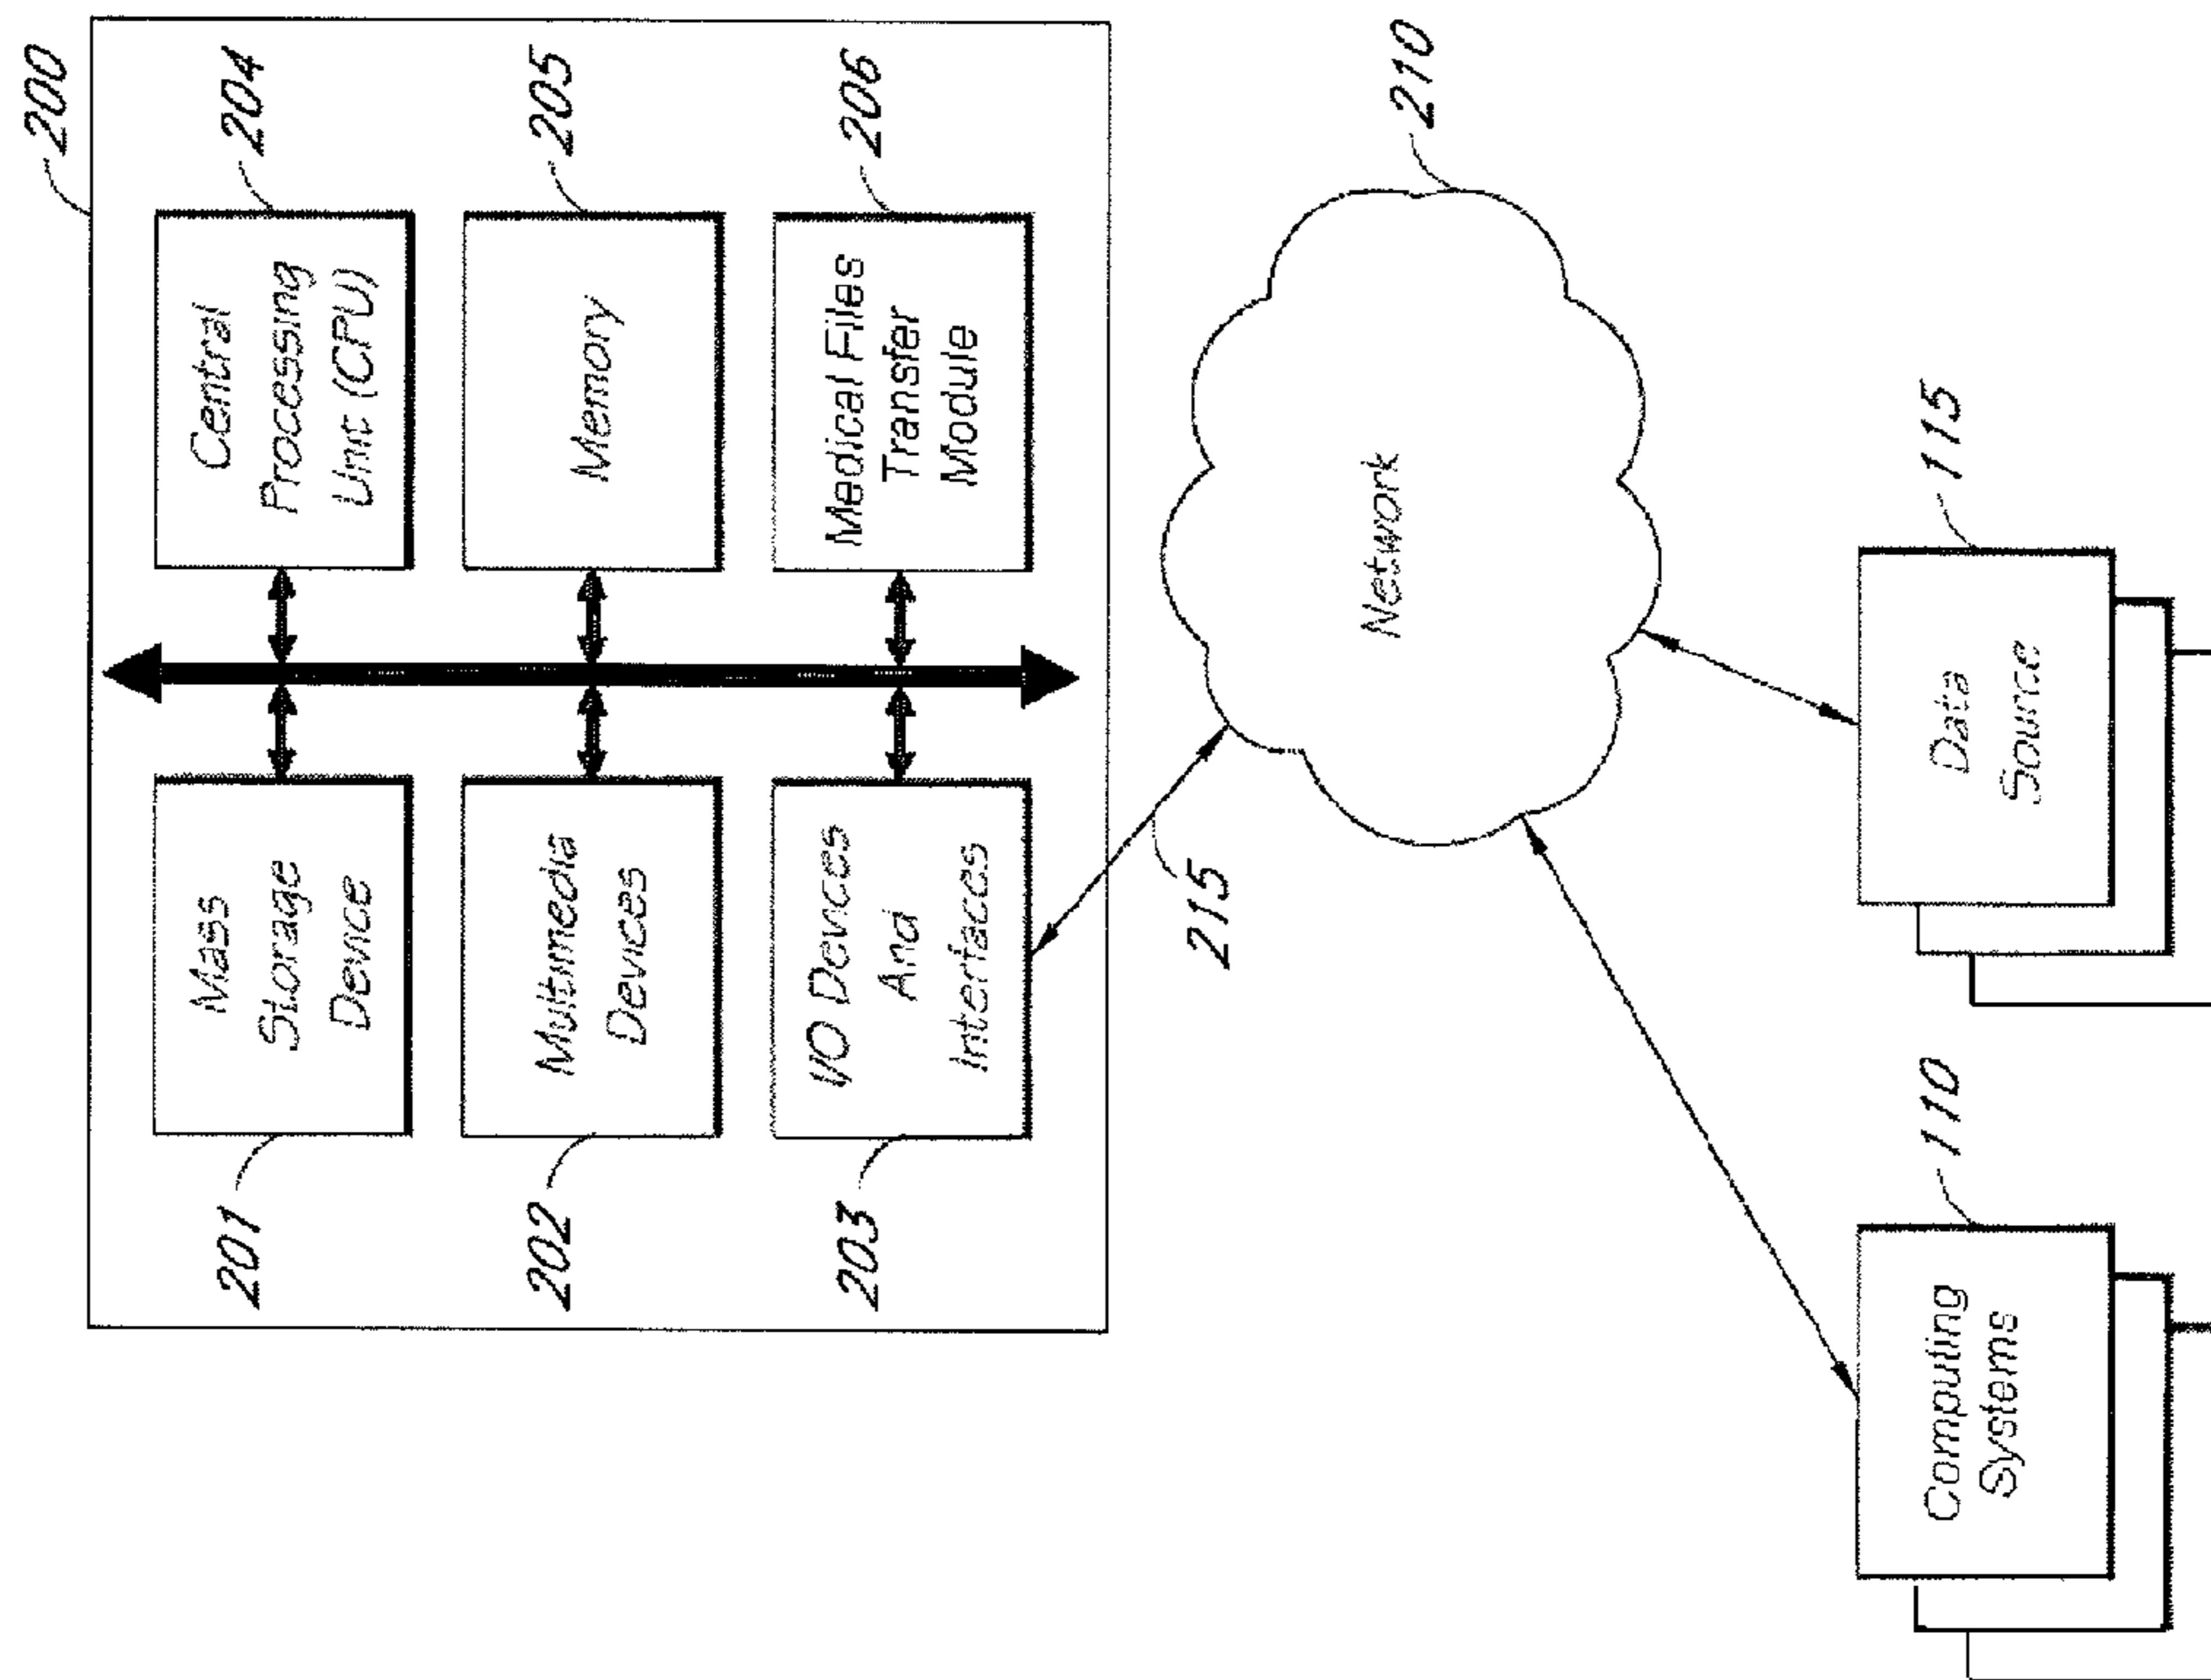 200
201
Mass
Storage
Device
Central
Processing
Unit (CPU)
204
202
Multimedia
Devices
Memory
205
203
I/O Devices
And
Interfaces
Medical Files
Transfer
Module
206
215
Network
210
Computing
Systems
110
Data
Source
115